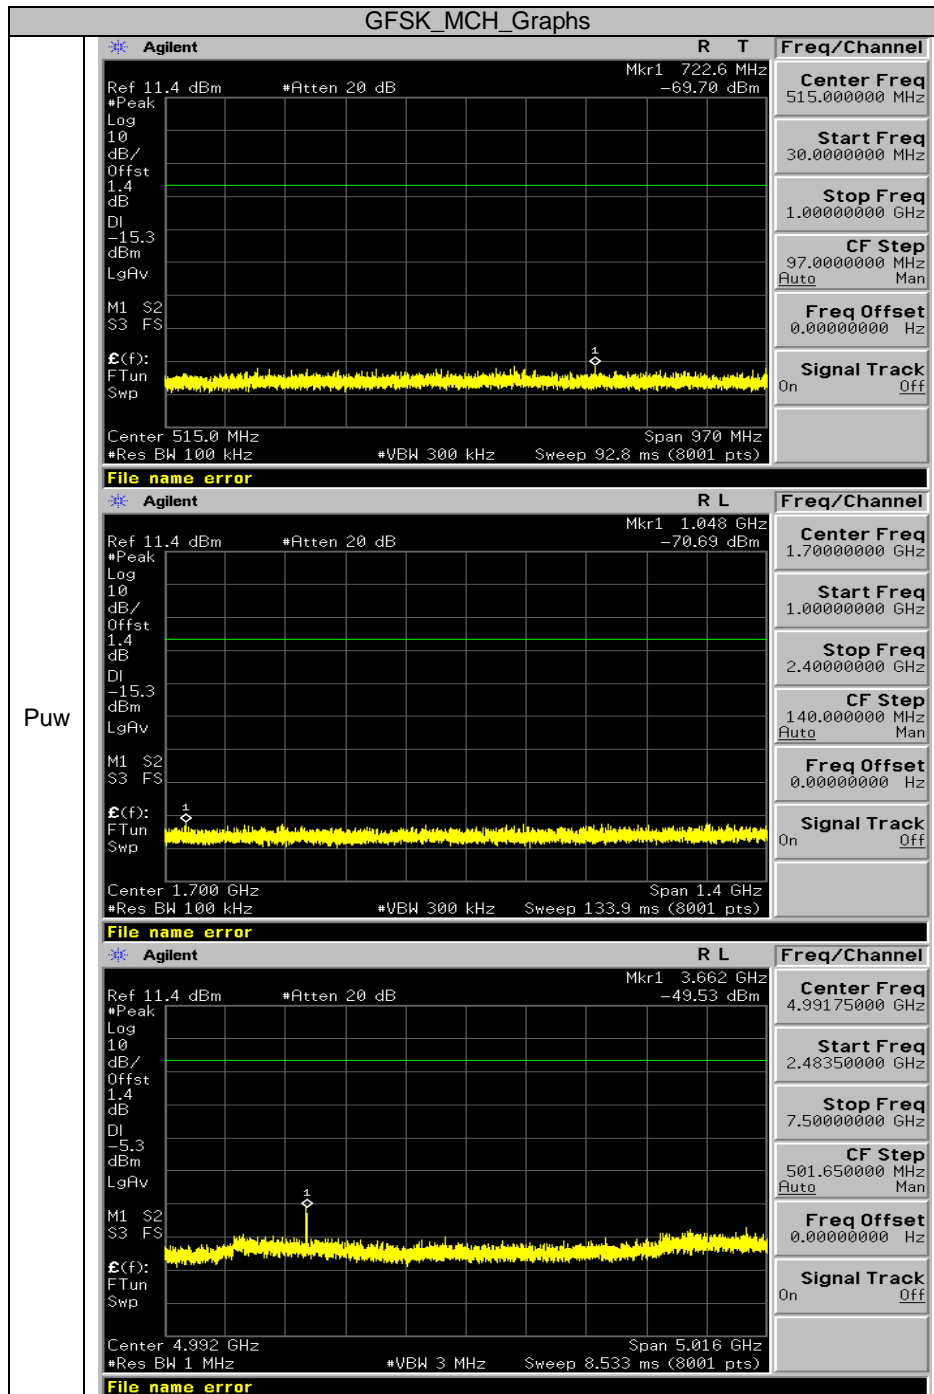 GFSK_MCH_Graphs
Puw
Agilent R T Freq/Channel
Mkr1 722.6 MHz
Ref 11.4 dBm #Atten 20 dB -69.70 dBm
#Peak
Log
10
dB/
Offst
1.4
dB
DI
-15.3
dBm
LgAv
M1 S2
S3 FS
£(f):
FTun
Swp
1
Center 515.0 MHz Span 970 MHz
#Res BW 100 kHz #VBW 300 kHz Sweep 92.8 ms (8001 pts)
File name error
Center Freq
515.000000 MHz
Start Freq
30.0000000 MHz
Stop Freq
1.00000000 GHz
CF Step
97.0000000 MHz
Auto Man
Freq Offset
0.00000000 Hz
Signal Track
On Off
Agilent R L Freq/Channel
Mkr1 1.048 GHz
Ref 11.4 dBm #Atten 20 dB -70.69 dBm
#Peak
Log
10
dB/
Offst
1.4
dB
DI
-15.3
dBm
LgAv
M1 S2
S3 FS
£(f):
FTun
Swp
1
Center 1.700 GHz Span 1.4 GHz
#Res BW 100 kHz #VBW 300 kHz Sweep 133.9 ms (8001 pts)
File name error
Center Freq
1.70000000 GHz
Start Freq
1.00000000 GHz
Stop Freq
2.40000000 GHz
CF Step
140.000000 MHz
Auto Man
Freq Offset
0.00000000 Hz
Signal Track
On Off
Agilent R L Freq/Channel
Mkr1 3.662 GHz
Ref 11.4 dBm #Atten 20 dB -49.53 dBm
#Peak
Log
10
dB/
Offst
1.4
dB
DI
-5.3
dBm
LgAv
M1 S2
S3 FS
£(f):
FTun
Swp
1
Center 4.992 GHz Span 5.016 GHz
#Res BW 1 MHz #VBW 3 MHz Sweep 8.533 ms (8001 pts)
File name error
Center Freq
4.99175000 GHz
Start Freq
2.48350000 GHz
Stop Freq
7.50000000 GHz
CF Step
501.650000 MHz
Auto Man
Freq Offset
0.00000000 Hz
Signal Track
On Off